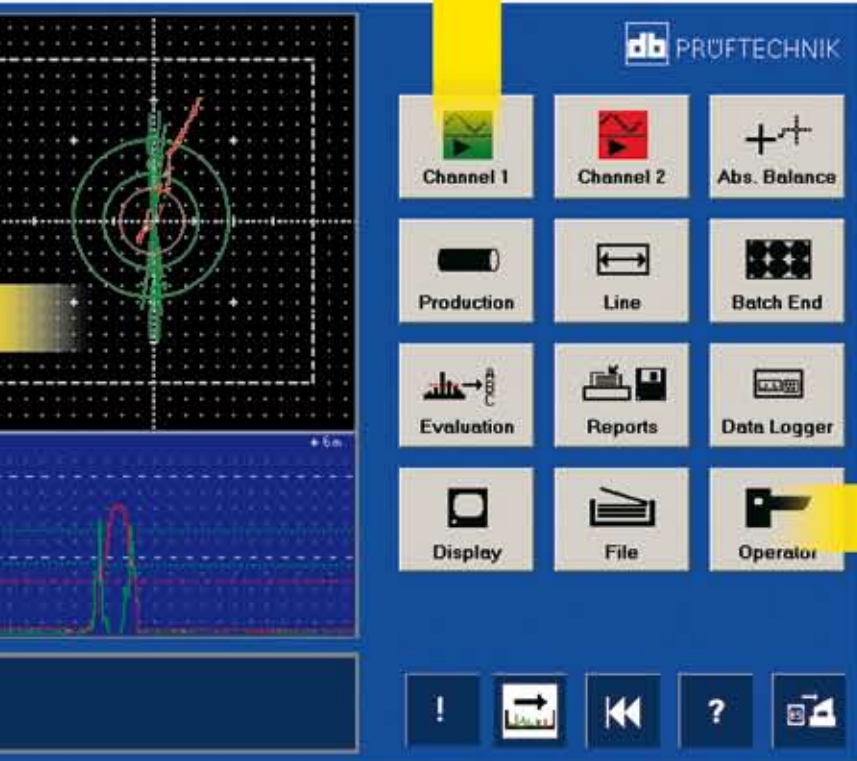 db PRÜFTECHNIK
Channel 1
Channel 2
Abs. Balance
Production
Line
Batch End
Evaluation
A
B
C
Reports
Data Logger
+ 6m
Display
File
Operator
!
?